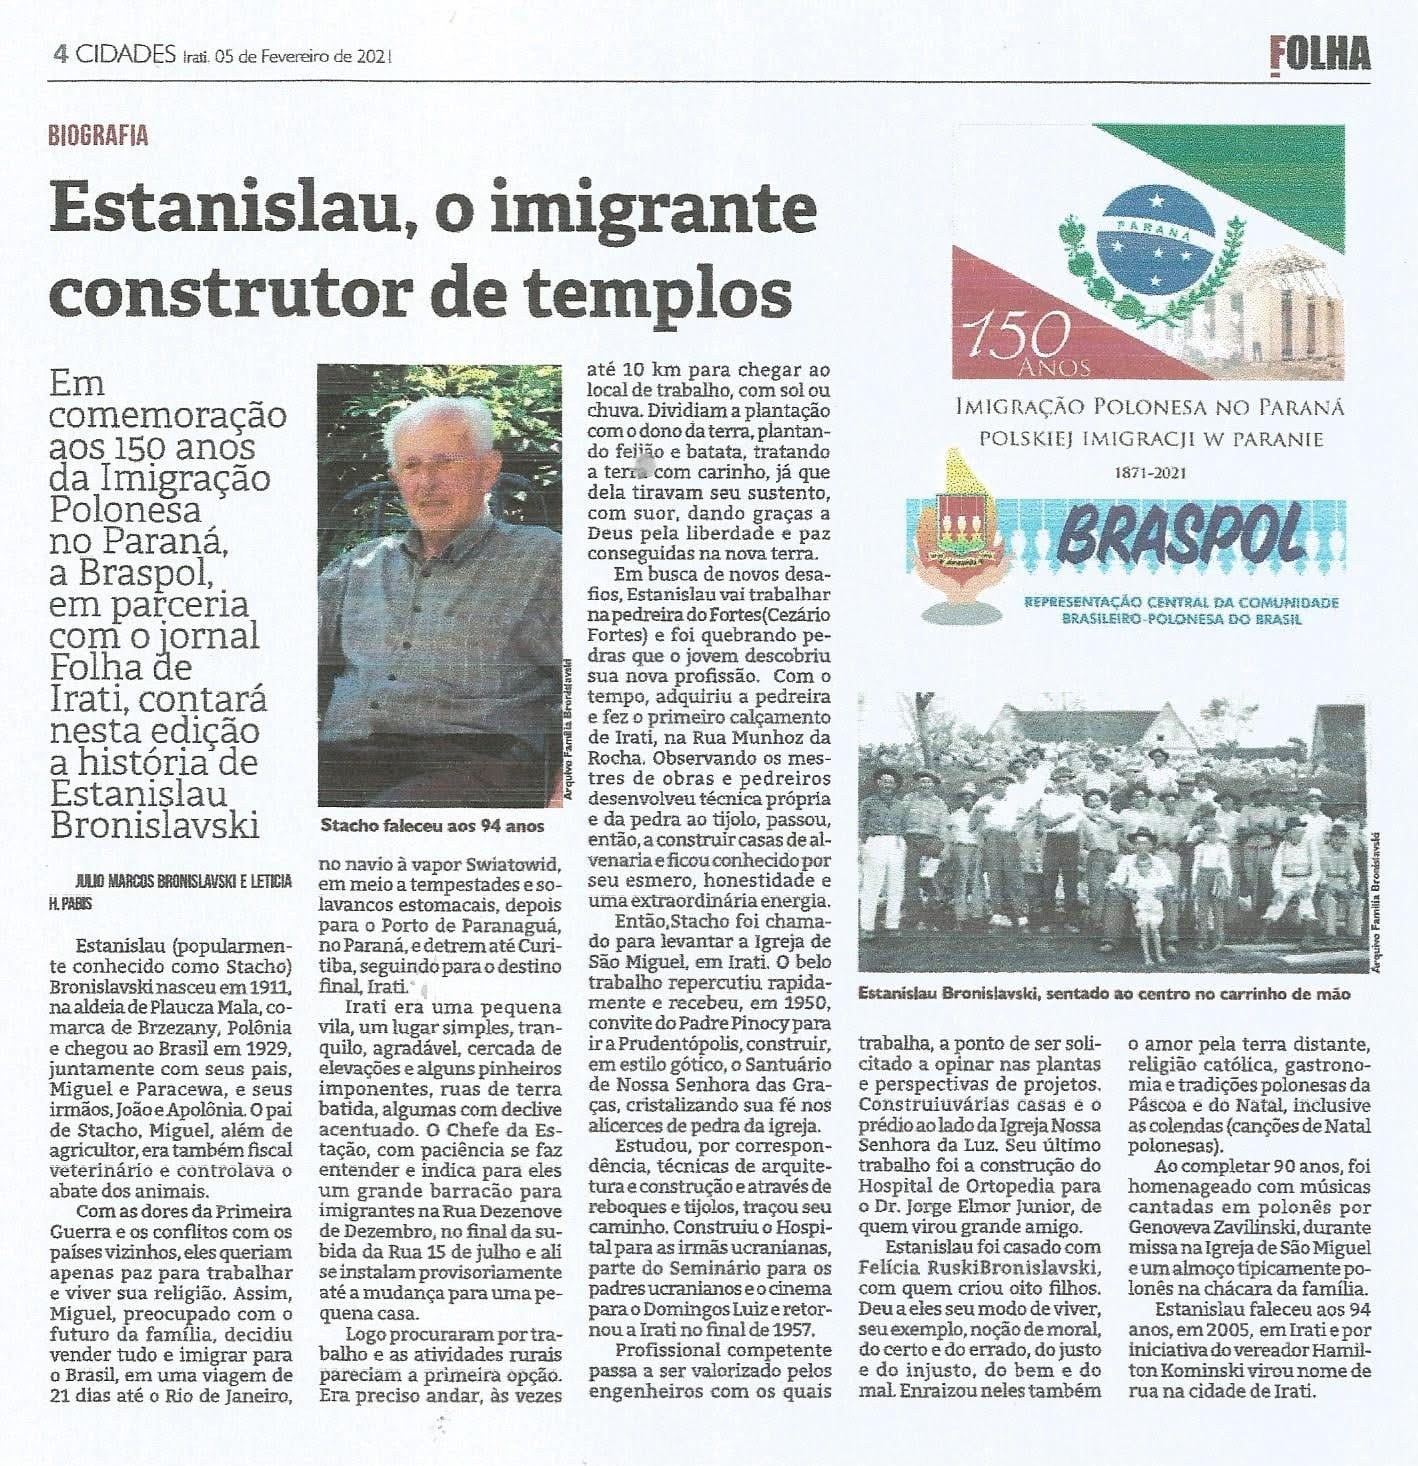 4 CIDADES Irati, 05 de Fevereiro de 2021
FOLHA
BIOGRAFIA
Estanislau, o imigrante
construtor de templos
Em
comemoração
aos 150 anos
da Imigração
Polonesa
no Paraná,
a Braspol,
em parceria
com o jornal
Folha de
Irati, contará
nesta edição
a história de
Estanislau
Bronislavski
JULIO MARCOS BRONISLAVSKI E LETICIA
H. PABIS
Estanislau (popularmen-
te conhecido como Stacho)
Bronislavski nasceu em 1911,
na aldeia de Plaucza Mala, co-
marca de Brzezany, Polônia
e chegou ao Brasil em 1929,
juntamente com seus pais,
Miguel e Paracewa, e seus
irmãos, João e Apolônia. O pai
de Stacho, Miguel, além de
agricultor, era também fiscal
veterinário e controlava o
abate dos animais.
Com as dores da Primeira
Guerra e os conflitos com os
países vizinhos, eles queriam
apenas paz para trabalhar
e viver sua religião. Assim,
Miguel, preocupado com o
futuro da família, decidiu
vender tudo e imigrar para
o Brasil, em uma viagem de
21 dias até o Rio de Janeiro,
Arquivo Família Bronislavski
Stacho faleceu aos 94 anos
no navio à vapor Swiatowid,
em meio a tempestades e so-
lavancos estomacais, depois
para o Porto de Paranaguá,
no Paraná, e detrem até Curi-
tiba, seguindo para o destino
final, Irati.
Irati era uma pequena
vila, um lugar simples, tran-
quilo, agradável, cercada de
elevações e alguns pinheiros
imponentes, ruas de terra
batida, algumas com declive
acentuado. O Chefe da Es-
tação, com paciência se faz
entender e indica para eles
um grande barracão para
imigrantes na Rua Dezenove
de Dezembro, no final da su-
bida da Rua 15 de julho e ali
se instalam provisoriamente
até a mudança para uma pe-
quena casa.
Logo procuraram por tra-
balho e as atividades rurais
pareciam a primeira opção.
Era preciso andar, às vezes
até 10 km para chegar ao
local de trabalho, com sol ou
chuva. Dividiam a plantação
com o dono da terra, plantan-
do feijão e batata, tratando
a terra com carinho, já que
dela tiravam seu sustento,
com suor, dando graças a
Deus pela liberdade e paz
conseguidas na nova terra.
Em busca de novos desa-
fios, Estanislau vai trabalhar
na pedreira do Fortes(Cezário
Fortes) e foi quebrando pe-
dras que o jovem descobriu
sua nova profissão. Com o
tempo, adquiriu a pedreira
e fez o primeiro calçamento
de Irati, na Rua Munhoz da
Rocha. Observando os mes-
tres de obras e pedreiros
desenvolveu técnica própria
e da pedra ao tijolo, passou,
então, a construir casas de al-
venaria e ficou conhecido por
seu esmero, honestidade e
uma extraordinária energia.
Então,Stacho foi chama-
do para levantar a Igreja de
São Miguel, em Irati. O belo
trabalho repercutiu rapida-
mente e recebeu, em 1950,
convite do Padre Pinocy para
ir a Prudentópolis, construir,
em estilo gótico, o Santuário
de Nossa Senhora das Gra-
ças, cristalizando sua fé nos
alicerces de pedra da igreja.
Estudou, por correspon-
dência, técnicas de arquite-
tura e construção e através de
reboques e tijolos, traçou seu
caminho. Construiu o Hospi-
tal para as irmãs ucranianas,
parte do Seminário para os
padres ucranianos e o cinema
para o Domingos Luiz e retor-
nou a Irati no final de 1957.
Profissional competente
passa a ser valorizado pelos
engenheiros com os quais
PARANÁ
150
ANOS
IMIGRAÇÃO POLONESA NO PARANÁ
POLSKIEJ IMIGRACJI W PARANIE
1871-2021
BRASPOL
REPRESENTAÇÃO CENTRAL DA COMUNIDADE
BRASILEIRO-POLONESA DO BRASIL
Arquivo Família Bronislavski
Estanislau Bronislavski, sentado ao centro no carrinho de mão
trabalha, a ponto de ser soli-
citado a opinar nas plantas
e perspectivas de projetos.
Construiuvárias casas e o
prédio ao lado da Igreja Nossa
Senhora da Luz. Seu último
trabalho foi a construção do
Hospital de Ortopedia para
o Dr. Jorge Elmor Junior, de
quem virou grande amigo.
Estanislau foi casado com
Felícia RuskiBronislavski,
com quem criou oito filhos.
Deu a eles seu modo de viver,
seu exemplo, noção de moral,
do certo e do errado, do justo
e do injusto, do bem e do
mal. Enraizou neles também
o amor pela terra distante,
religião católica, gastrono-
mia e tradições polonesas da
Páscoa e do Natal, inclusive
as colendas (canções de Natal
polonesas).
Ao completar 90 anos, foi
homenageado com músicas
cantadas em polonês por
Genoveva Zavilinski, durante
missa na Igreja de São Miguel
e um almoço tipicamente po-
lonês na chácara da família.
Estanislau faleceu aos 94
anos, em 2005, em Irati e por
iniciativa do vereador Hamil-
ton Kominski virou nome de
rua na cidade de Irati.